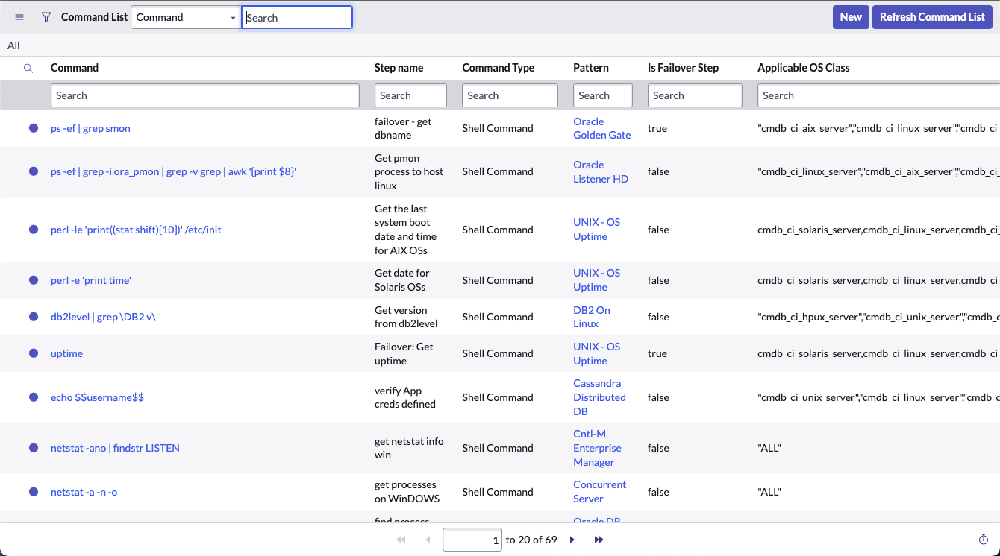 Command List Command Search New Refresh Command List
All
Command Step name Command Type Pattern Is Failover Step Applicable OS Class
Search Search Search Search Search Search
ps -ef | grep smon failover - get dbname Shell Command Oracle Golden Gate true "cmdb_ci_aix_server","cmdb_ci_linux_server","cmdb_ci_
ps -ef | grep -i ora_pmon | grep -v grep | awk '{print $8}' Get pmon process to host linux Shell Command Oracle Listener HD false "cmdb_ci_linux_server","cmdb_ci_aix_server","cmdb_ci_
perl -le 'print((stat shift)[10])' /etc/init Get the last system boot date and time for AIX OSs Shell Command UNIX - OS Uptime false cmdb_ci_solaris_server,cmdb_ci_linux_server,cmdb_ci_
perl -e 'print time' Get date for Solaris OSs Shell Command UNIX - OS Uptime false cmdb_ci_solaris_server,cmdb_ci_linux_server,cmdb_ci_
db2level | grep \DB2 v\ Get version from db2level Shell Command DB2 On Linux false "cmdb_ci_hpux_server","cmdb_ci_unix_server","cmdb_c
uptime Failover: Get uptime Shell Command UNIX - OS Uptime true cmdb_ci_solaris_server,cmdb_ci_linux_server,cmdb_ci_
echo $$username$$ verify App creds defined Shell Command Cassandra Distributed DB false "cmdb_ci_unix_server","cmdb_ci_linux_server","cmdb_c
netstat -ano | findstr LISTEN get netstat info win Shell Command Cntl-M Enterprise Manager false "ALL"
netstat -a -n -o get processes on WinDOWS Shell Command Concurrent Server false "ALL"
find process Oracle DB
1 to 20 of 69